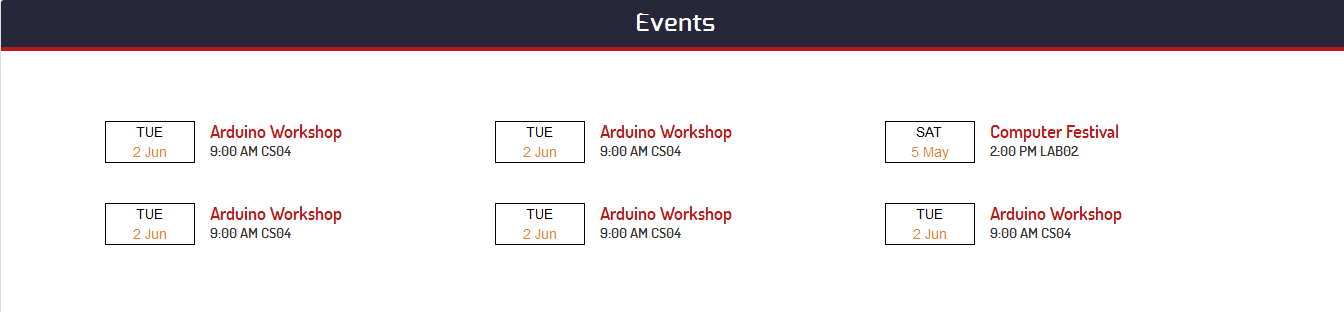 Events
TUE
2 Jun
Arduino Workshop
9:00 AM CS04
TUE
2 Jun
Arduino Workshop
9:00 AM CS04
SAT
5 May
Computer Festival
2:00 PM LAB02
TUE
2 Jun
Arduino Workshop
9:00 AM CS04
TUE
2 Jun
Arduino Workshop
9:00 AM CS04
TUE
2 Jun
Arduino Workshop
9:00 AM CS04